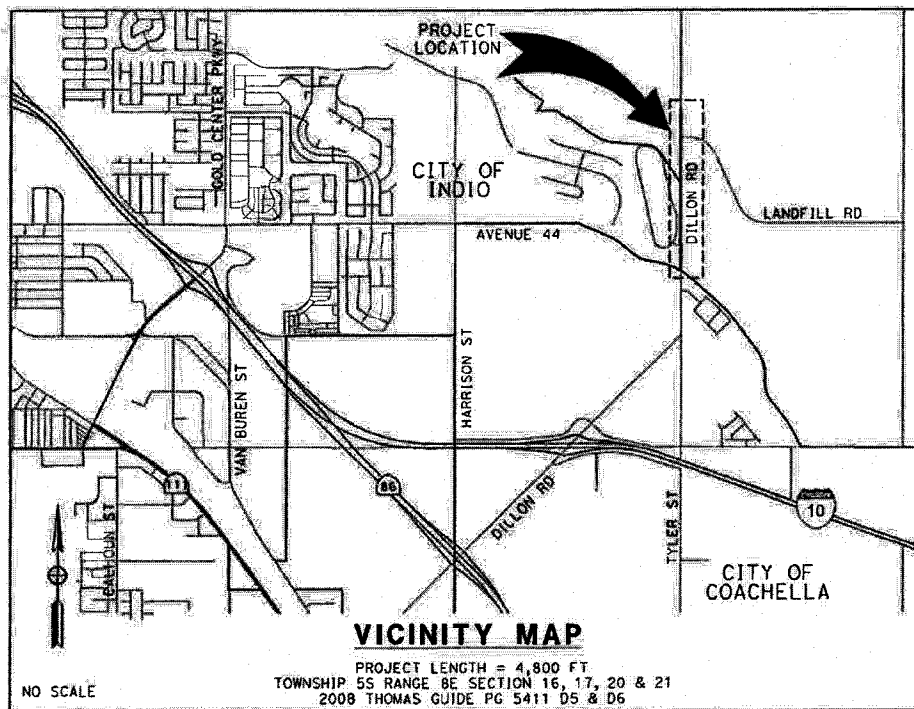 PROJECT
LOCATION
GOLD CENTER PKWY
CITY OF
INDIO
DILLON RD
LANDFILL RD
AVENUE 44
HARRISON ST
VAN BUREN ST
111
86
DILLON RD
TYLER ST
10
CALHOUN ST
CITY OF
COACHELLA
VICINITY MAP
PROJECT LENGTH = 4,800 FT
TOWNSHIP 5S RANGE 8E SECTION 16, 17, 20 & 21
2008 THOMAS GUIDE PG 5411 D5 & D6
NO SCALE